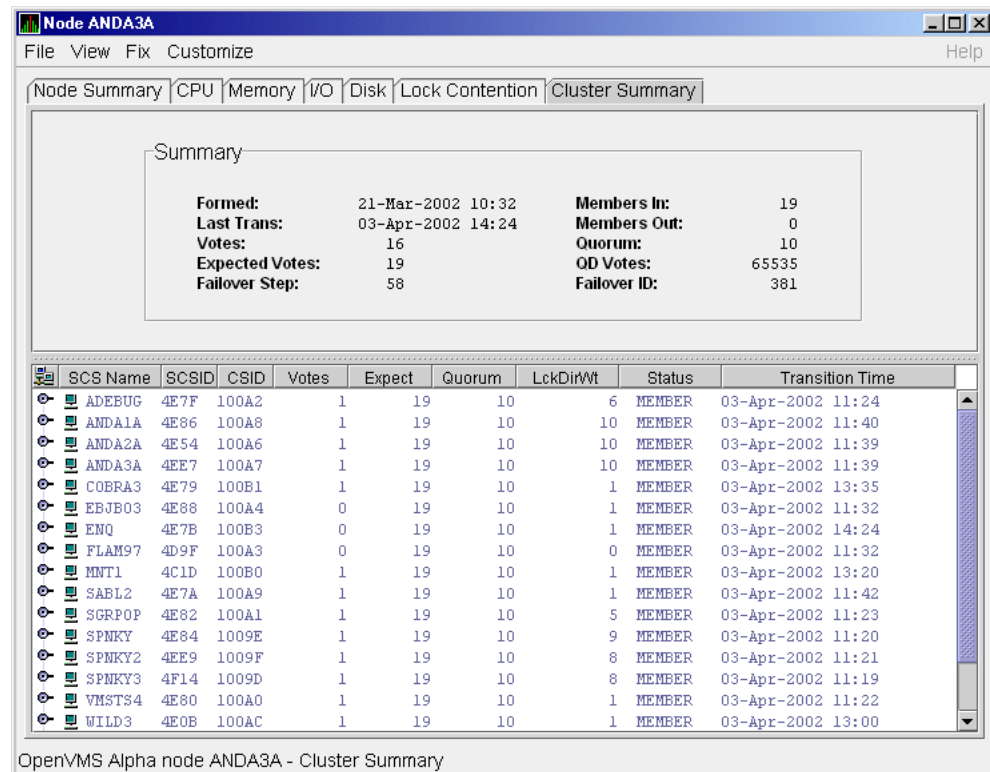 Node ANDA3A
File View Fix Customize Help
Node Summary CPU Memory I/O Disk Lock Contention Cluster Summary
Summary
Formed: 21-Mar-2002 10:32 Members In: 19
Last Trans: 03-Apr-2002 14:24 Members Out: 0
Votes: 16 Quorum: 10
Expected Votes: 19 QD Votes: 65535
Failover Step: 58 Failover ID: 381
SCS Name SCSID CSID Votes Expect Quorum LckDirWt Status Transition Time
ADEBUG 4E7F 100A2 1 19 10 6 MEMBER 03-Apr-2002 11:24
ANDA1A 4E86 100A8 1 19 10 10 MEMBER 03-Apr-2002 11:40
ANDA2A 4E54 100A6 1 19 10 10 MEMBER 03-Apr-2002 11:39
ANDA3A 4EE7 100A7 1 19 10 10 MEMBER 03-Apr-2002 11:39
COBRA3 4E79 100B1 1 19 10 1 MEMBER 03-Apr-2002 13:35
EBJB03 4E88 100A4 0 19 10 1 MEMBER 03-Apr-2002 11:32
ENQ 4E7B 100B3 0 19 10 1 MEMBER 03-Apr-2002 14:24
FLAM97 4D9F 100A3 0 19 10 0 MEMBER 03-Apr-2002 11:32
MNT1 4C1D 100B0 1 19 10 1 MEMBER 03-Apr-2002 13:20
SABL2 4E7A 100A9 1 19 10 1 MEMBER 03-Apr-2002 11:42
SGRPOP 4E82 100A1 1 19 10 5 MEMBER 03-Apr-2002 11:23
SPNKY 4E84 1009E 1 19 10 9 MEMBER 03-Apr-2002 11:20
SPNKY2 4EE9 1009F 1 19 10 8 MEMBER 03-Apr-2002 11:21
SPNKY3 4F14 1009D 1 19 10 8 MEMBER 03-Apr-2002 11:19
VMSTS4 4E80 100A0 1 19 10 1 MEMBER 03-Apr-2002 11:22
WILD3 4E0B 100AC 1 19 10 1 MEMBER 03-Apr-2002 13:00
OpenVMS Alpha node ANDA3A - Cluster Summary